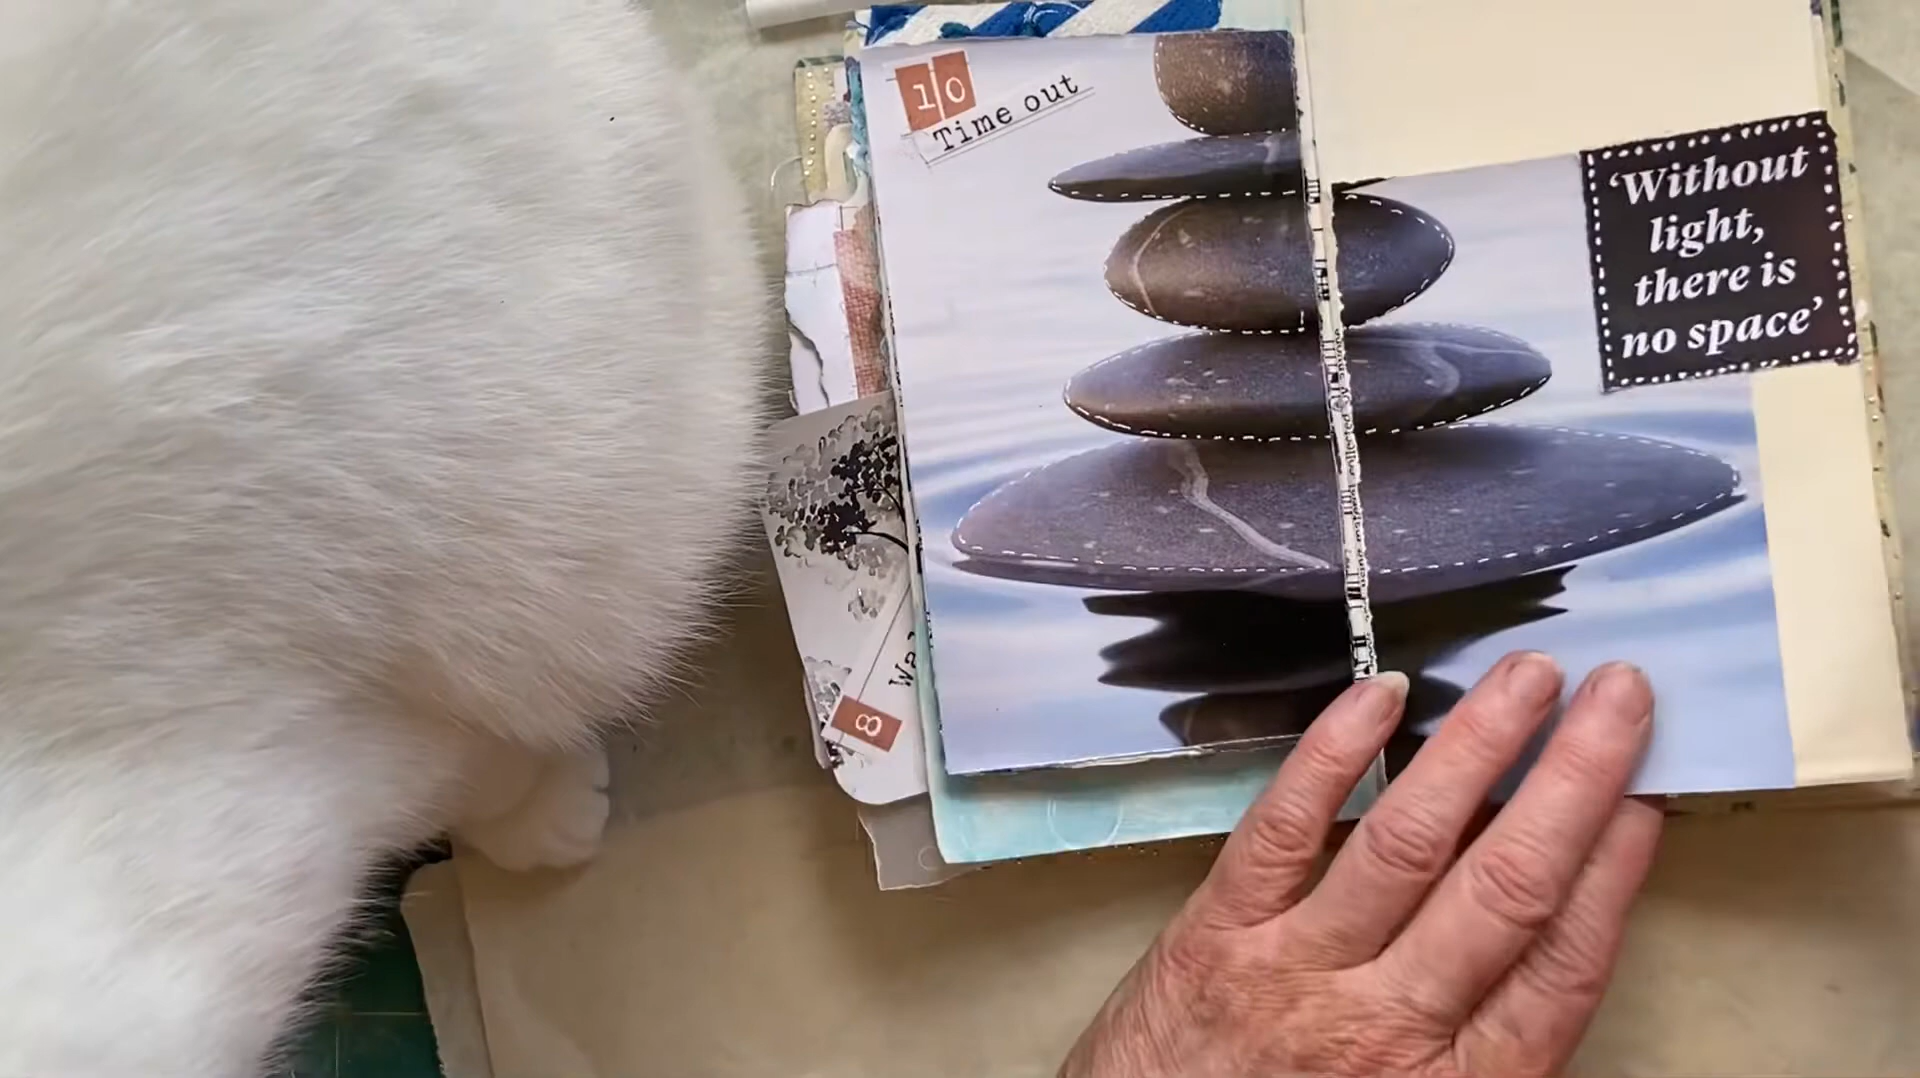 10
Time out
'Without
light,
there is
no space'
8